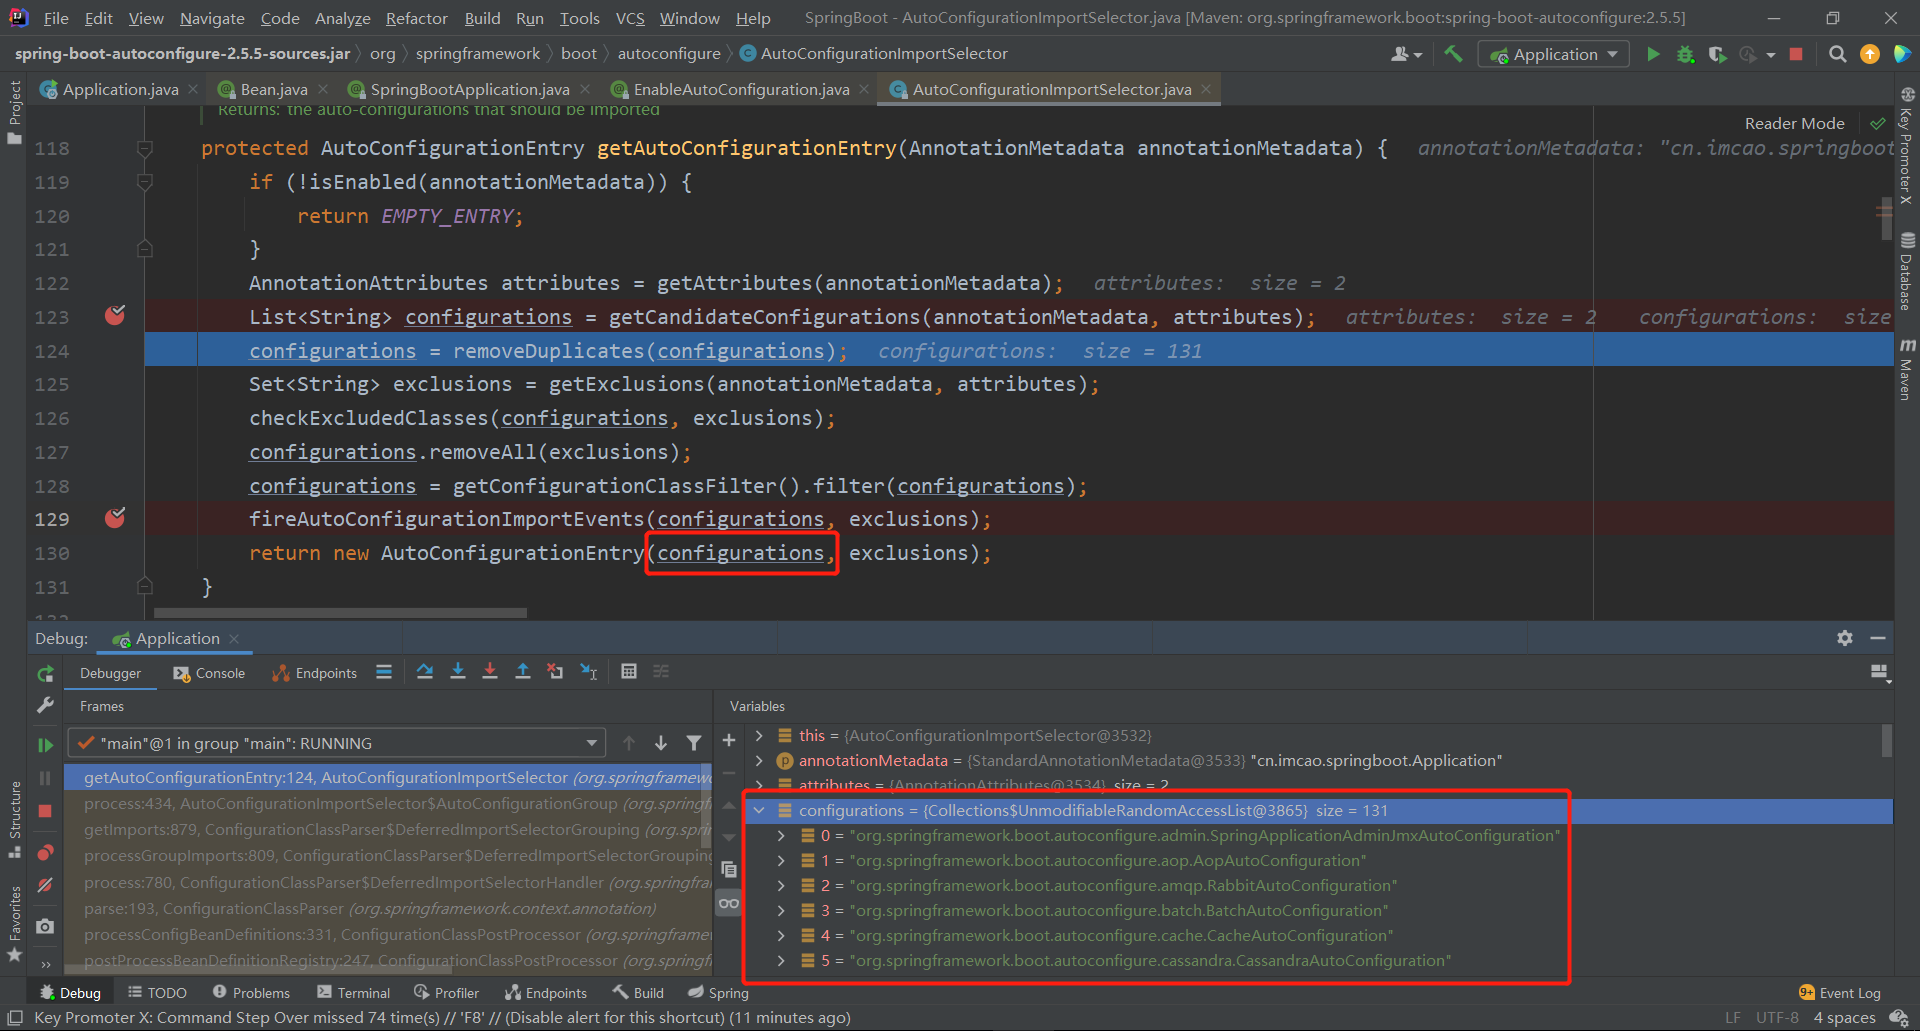 File Edit View Navigate Code Analyze Refactor Build Run Tools VCS Window Help SpringBoot - AutoConfigurationImportSelector.java [Maven: org.springframework.boot:spring-boot-autoconfigure:2.5.5]
spring-boot-autoconfigure-2.5.5-sources.jar org springframework boot autoconfigure AutoConfigurationImportSelector Application
Application.java Bean.java SpringBootApplication.java EnableAutoConfiguration.java AutoConfigurationImportSelector.java
Project
Structure
Favorites
Key Promoter X
Database
Maven
Returns: the auto-configurations that should be imported
Reader Mode
118 protected AutoConfigurationEntry getAutoConfigurationEntry(AnnotationMetadata annotationMetadata) { annotationMetadata: "cn.imcao.springboot
119 if (!isEnabled(annotationMetadata)) {
120 return EMPTY_ENTRY;
121 }
122 AnnotationAttributes attributes = getAttributes(annotationMetadata); attributes: size = 2
123 List<String> configurations = getCandidateConfigurations(annotationMetadata, attributes); attributes: size = 2 configurations: size
124 configurations = removeDuplicates(configurations); configurations: size = 131
125 Set<String> exclusions = getExclusions(annotationMetadata, attributes);
126 checkExcludedClasses(configurations, exclusions);
127 configurations.removeAll(exclusions);
128 configurations = getConfigurationClassFilter().filter(configurations);
129 fireAutoConfigurationImportEvents(configurations, exclusions);
130 return new AutoConfigurationEntry(configurations, exclusions);
131 }
Debug: Application
Debugger Console Endpoints
Frames
"main"@1 in group "main": RUNNING
getAutoConfigurationEntry:124, AutoConfigurationImportSelector (org.springframew
process:434, AutoConfigurationImportSelector$AutoConfigurationGroup (org.spring
getImports:879, ConfigurationClassParser$DeferredImportSelectorGrouping (org.sp
processGroupImports:809, ConfigurationClassParser$DeferredImportSelectorGrouping
process:780, ConfigurationClassParser$DeferredImportSelectorHandler (org.springfra
parse:193, ConfigurationClassParser (org.springframework.context.annotation)
processConfigBeanDefinitions:331, ConfigurationClassPostProcessor (org.springfram
postProcessBeanDefinitionRegistry:247, ConfigurationClassPostProcessor (org.spring
Variables
this = {AutoConfigurationImportSelector@3532}
annotationMetadata = {StandardAnnotationMetadata@3533} "cn.imcao.springboot.Application"
attributes = {AnnotationAttributes@3534} size = 2
configurations = {Collections$UnmodifiableRandomAccessList@3865} size = 131
0 = "org.springframework.boot.autoconfigure.admin.SpringApplicationAdminJmxAutoConfiguration"
1 = "org.springframework.boot.autoconfigure.aop.AopAutoConfiguration"
2 = "org.springframework.boot.autoconfigure.amqp.RabbitAutoConfiguration"
3 = "org.springframework.boot.autoconfigure.batch.BatchAutoConfiguration"
4 = "org.springframework.boot.autoconfigure.cache.CacheAutoConfiguration"
5 = "org.springframework.boot.autoconfigure.cassandra.CassandraAutoConfiguration"
Debug TODO Problems Terminal Profiler Endpoints Build Spring 9+ Event Log
Key Promoter X: Command Step Over missed 74 time(s) // 'F8' // (Disable alert for this shortcut) (11 minutes ago) LF UTF-8 4 spaces